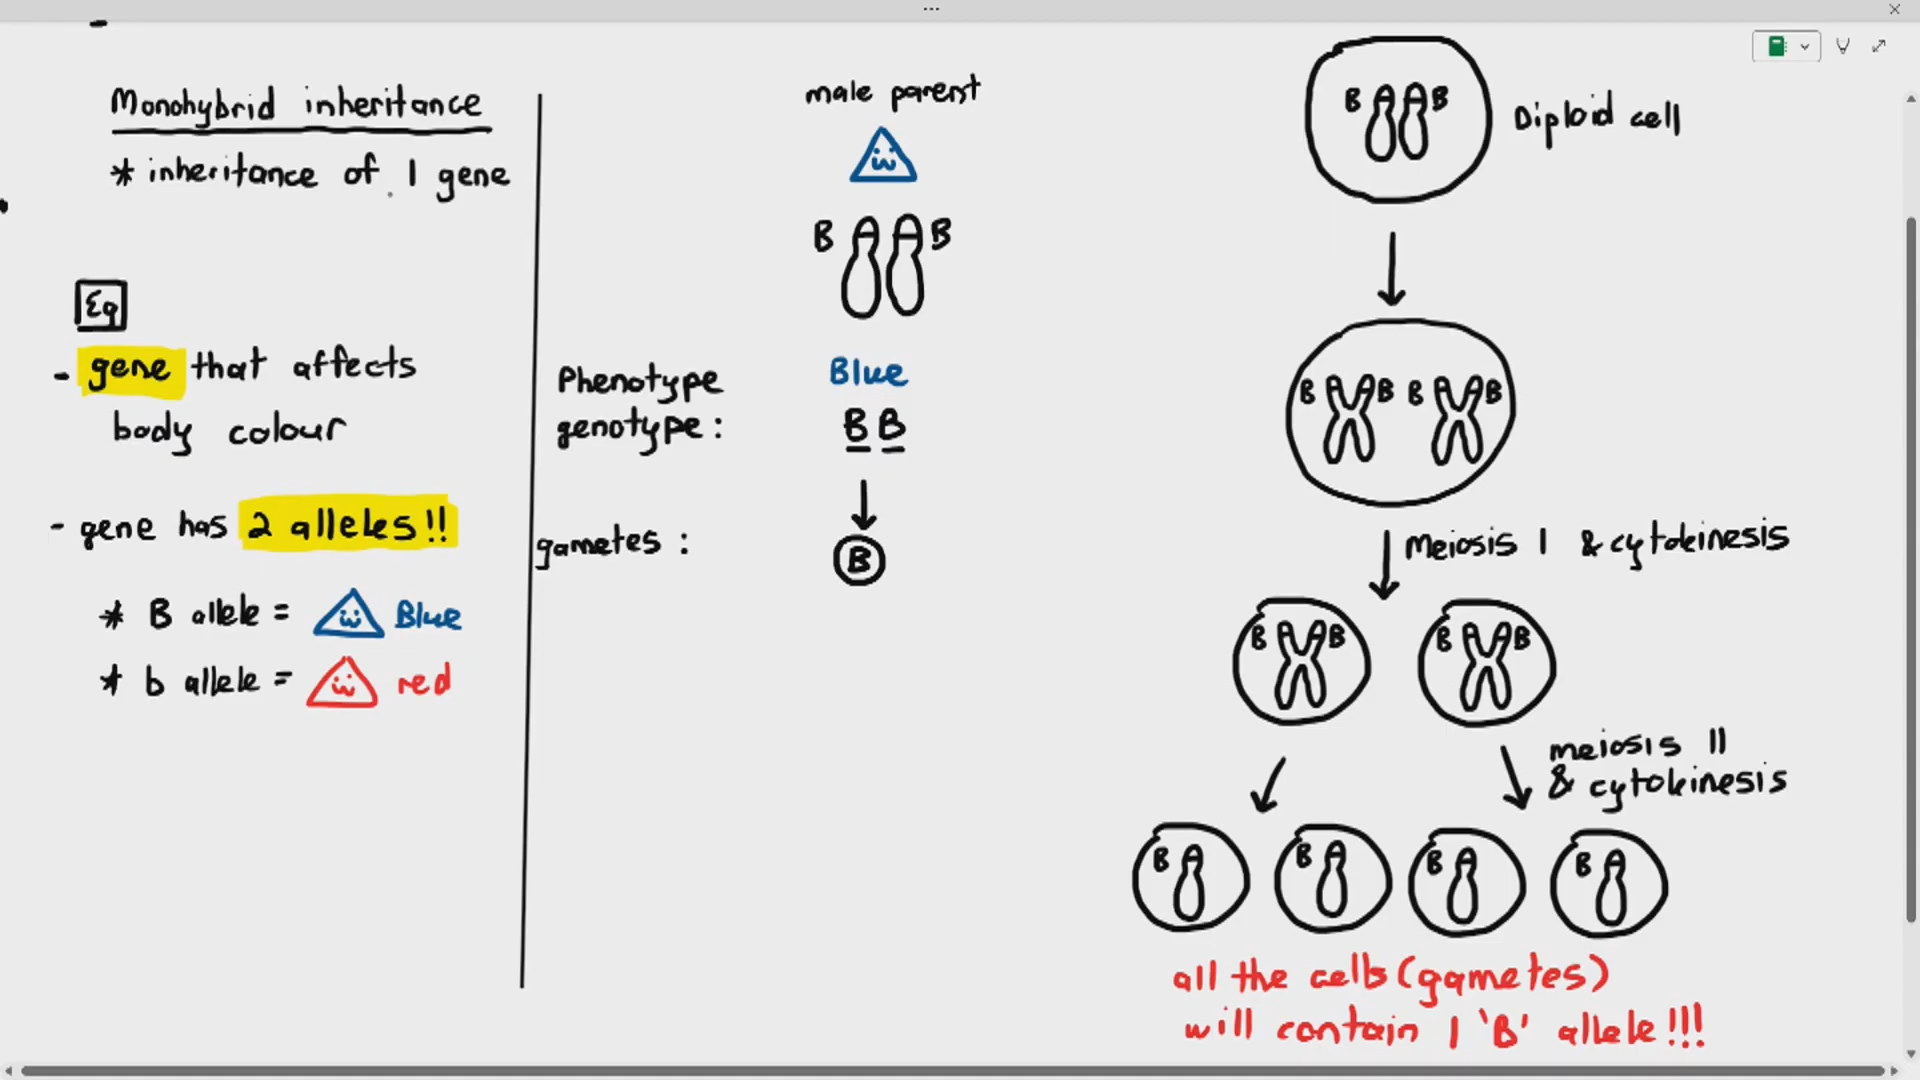 Monohybrid inheritance
* inheritance of 1 gene
Eg
- gene that affects
body colour
- gene has 2 alleles!!
* B allele = Blue
* b allele = red
male parent
B B
Phenotype Blue
genotype: B B
gametes: B
B B Diploid cell
B B B B
Meiosis I & cytokinesis
B B B B
meiosis II
& cytokinesis
B B B B
all the cells (gametes)
will contain 1 'B' allele!!!